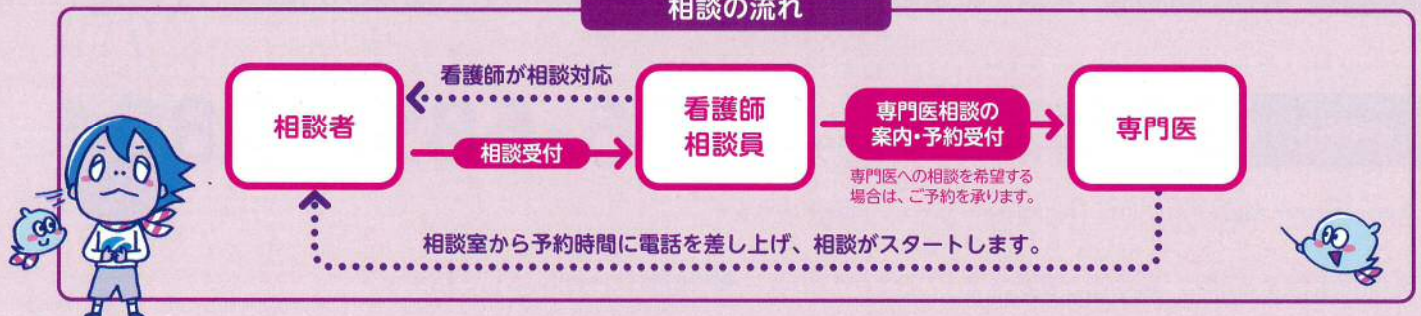 相談の流れ
看護師が相談対応
相談者
相談受付
看護師
相談員
専門医相談の
案内・予約受付
専門医への相談を希望する
場合は、ご予約を承ります。
専門医
相談室から予約時間に電話を差し上げ、相談がスタートします。